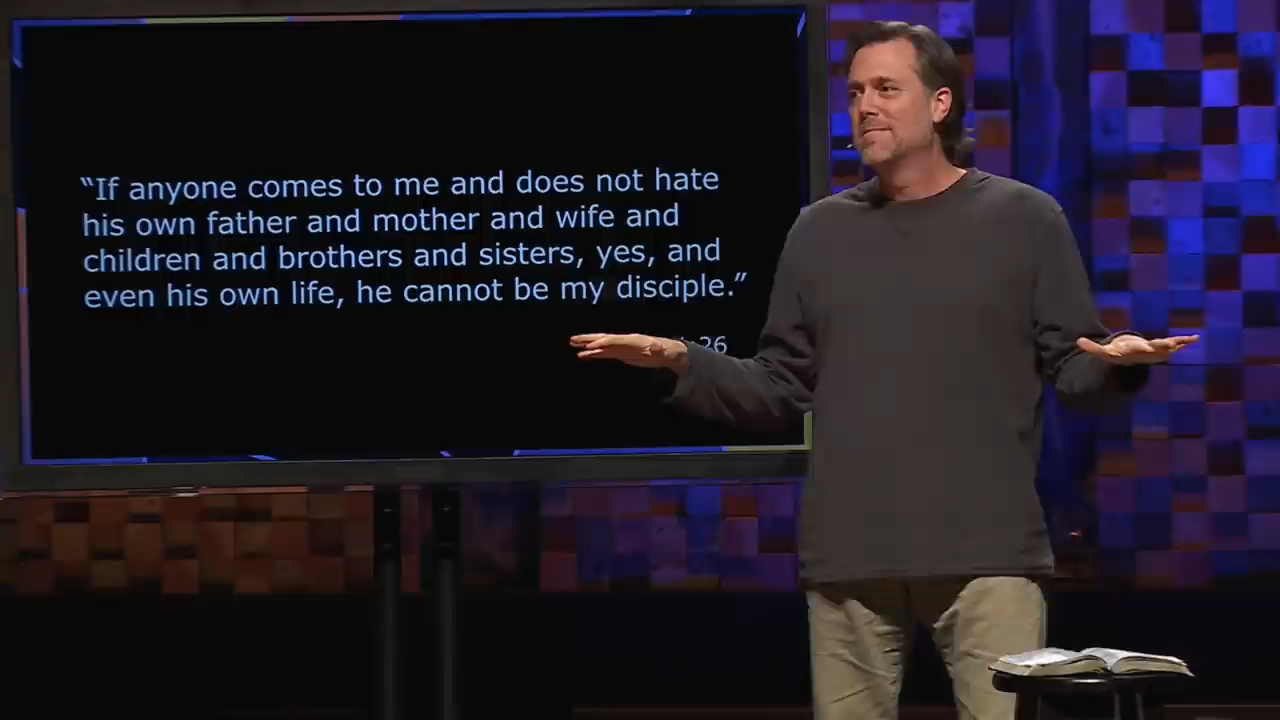 “If anyone comes to me and does not hate
his own father and mother and wife and
children and brothers and sisters, yes, and
even his own life, he cannot be my disciple.”
26